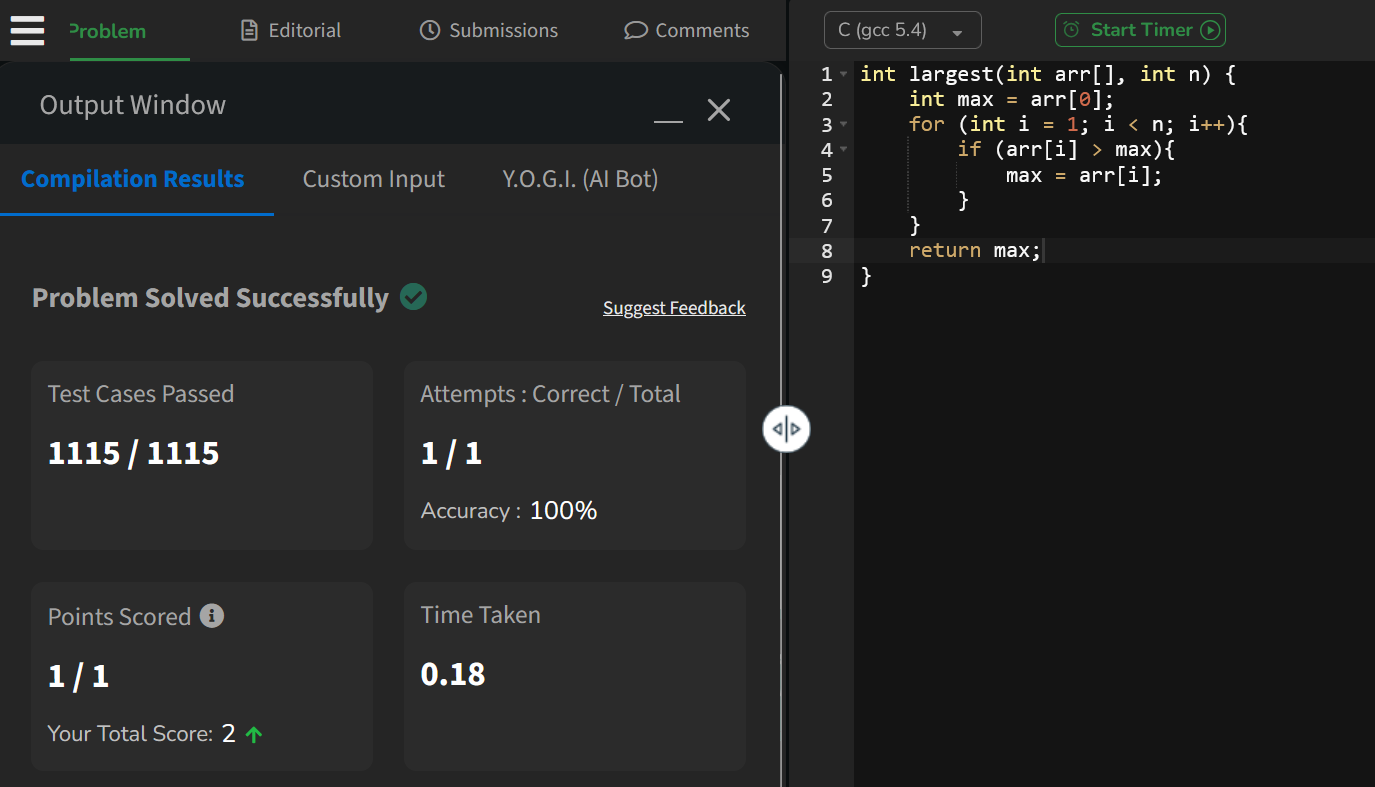 Problem
Editorial
Submissions
Comments
Output Window
Compilation Results
Custom Input
Y.O.G.I. (AI Bot)
Problem Solved Successfully
Suggest Feedback
Test Cases Passed
1115 / 1115
Attempts : Correct / Total
1 / 1
Accuracy : 100%
Points Scored
1 / 1
Your Total Score: 2
Time Taken
0.18
C (gcc 5.4)
Start Timer
1 int largest(int arr[], int n) {
2     int max = arr[0];
3     for (int i = 1; i < n; i++){
4         if (arr[i] > max){
5             max = arr[i];
6         }
7     }
8     return max;
9 }